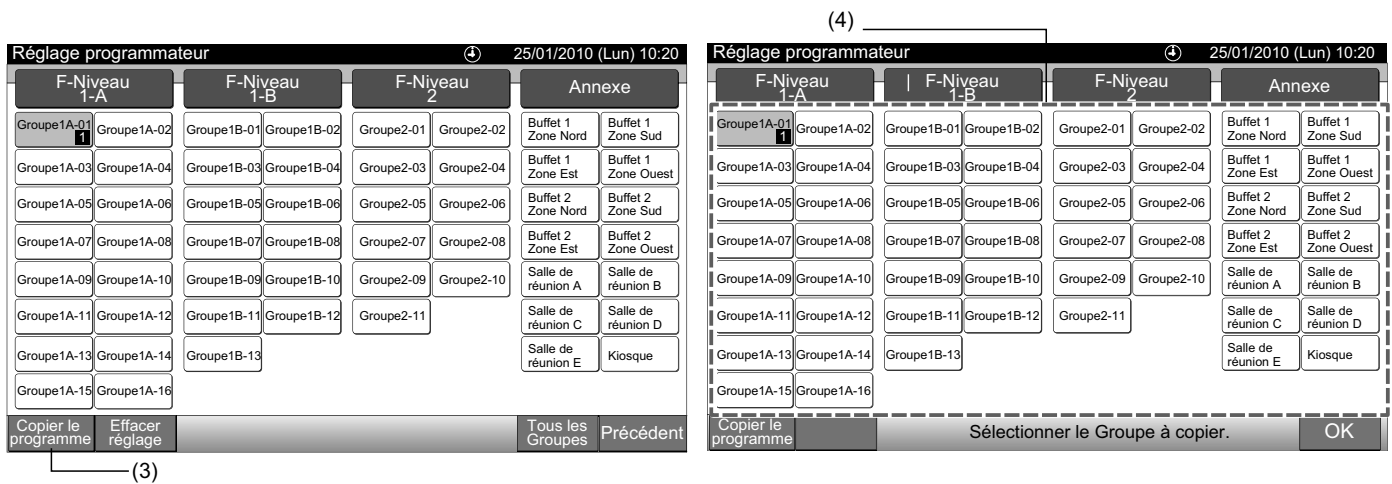 (4)
Réglage programmateur 25/01/2010 (Lun) 10:20
F-Niveau 1-A F-Niveau 1-B F-Niveau 2 Annexe
Groupe1A-01 1 Groupe1A-02 Groupe1B-01 Groupe1B-02 Groupe2-01 Groupe2-02 Buffet 1 Zone Nord Buffet 1 Zone Sud
Groupe1A-03 Groupe1A-04 Groupe1B-03 Groupe1B-04 Groupe2-03 Groupe2-04 Buffet 1 Zone Est Buffet 1 Zone Ouest
Groupe1A-05 Groupe1A-06 Groupe1B-05 Groupe1B-06 Groupe2-05 Groupe2-06 Buffet 2 Zone Nord Buffet 2 Zone Sud
Groupe1A-07 Groupe1A-08 Groupe1B-07 Groupe1B-08 Groupe2-07 Groupe2-08 Buffet 2 Zone Est Buffet 2 Zone Ouest
Groupe1A-09 Groupe1A-10 Groupe1B-09 Groupe1B-10 Groupe2-09 Groupe2-10 Salle de réunion A Salle de réunion B
Groupe1A-11 Groupe1A-12 Groupe1B-11 Groupe1B-12 Groupe2-11 Salle de réunion C Salle de réunion D
Groupe1A-13 Groupe1A-14 Groupe1B-13 Salle de réunion E Kiosque
Groupe1A-15 Groupe1A-16
Copier le programme Effacer réglage Tous les Groupes Précédent
(3)
Réglage programmateur 25/01/2010 (Lun) 10:20
F-Niveau 1-A | F-Niveau 1-B F-Niveau 2 Annexe
Groupe1A-01 1 Groupe1A-02 Groupe1B-01 Groupe1B-02 Groupe2-01 Groupe2-02 Buffet 1 Zone Nord Buffet 1 Zone Sud
Groupe1A-03 Groupe1A-04 Groupe1B-03 Groupe1B-04 Groupe2-03 Groupe2-04 Buffet 1 Zone Est Buffet 1 Zone Ouest
Groupe1A-05 Groupe1A-06 Groupe1B-05 Groupe1B-06 Groupe2-05 Groupe2-06 Buffet 2 Zone Nord Buffet 2 Zone Sud
Groupe1A-07 Groupe1A-08 Groupe1B-07 Groupe1B-08 Groupe2-07 Groupe2-08 Buffet 2 Zone Est Buffet 2 Zone Ouest
Groupe1A-09 Groupe1A-10 Groupe1B-09 Groupe1B-10 Groupe2-09 Groupe2-10 Salle de réunion A Salle de réunion B
Groupe1A-11 Groupe1A-12 Groupe1B-11 Groupe1B-12 Groupe2-11 Salle de réunion C Salle de réunion D
Groupe1A-13 Groupe1A-14 Groupe1B-13 Salle de réunion E Kiosque
Groupe1A-15 Groupe1A-16
Copier le programme Sélectionner le Groupe à copier. OK